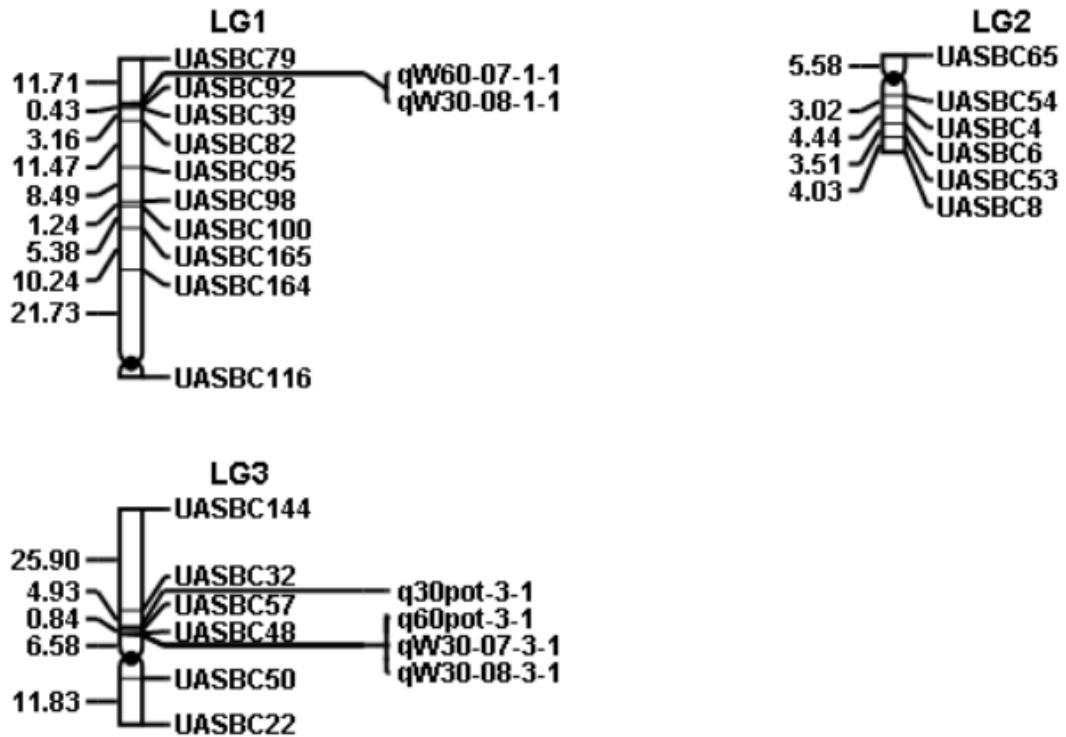 LG1
UASBC79
11.71
qW60-07-1-1
UASBC92
qW30-08-1-1
0.43
UASBC39
3.16
UASBC82
11.47
UASBC95
8.49
UASBC98
1.24
UASBC100
5.38
UASBC165
10.24
UASBC164
21.73
UASBC116
LG2
UASBC65
5.58
UASBC54
3.02
UASBC4
4.44
UASBC6
3.51
UASBC53
4.03
UASBC8
LG3
UASBC144
25.90
UASBC32
4.93
q30pot-3-1
UASBC57
0.84
q60pot-3-1
UASBC48
6.58
qW30-07-3-1
qW30-08-3-1
UASBC50
11.83
UASBC22